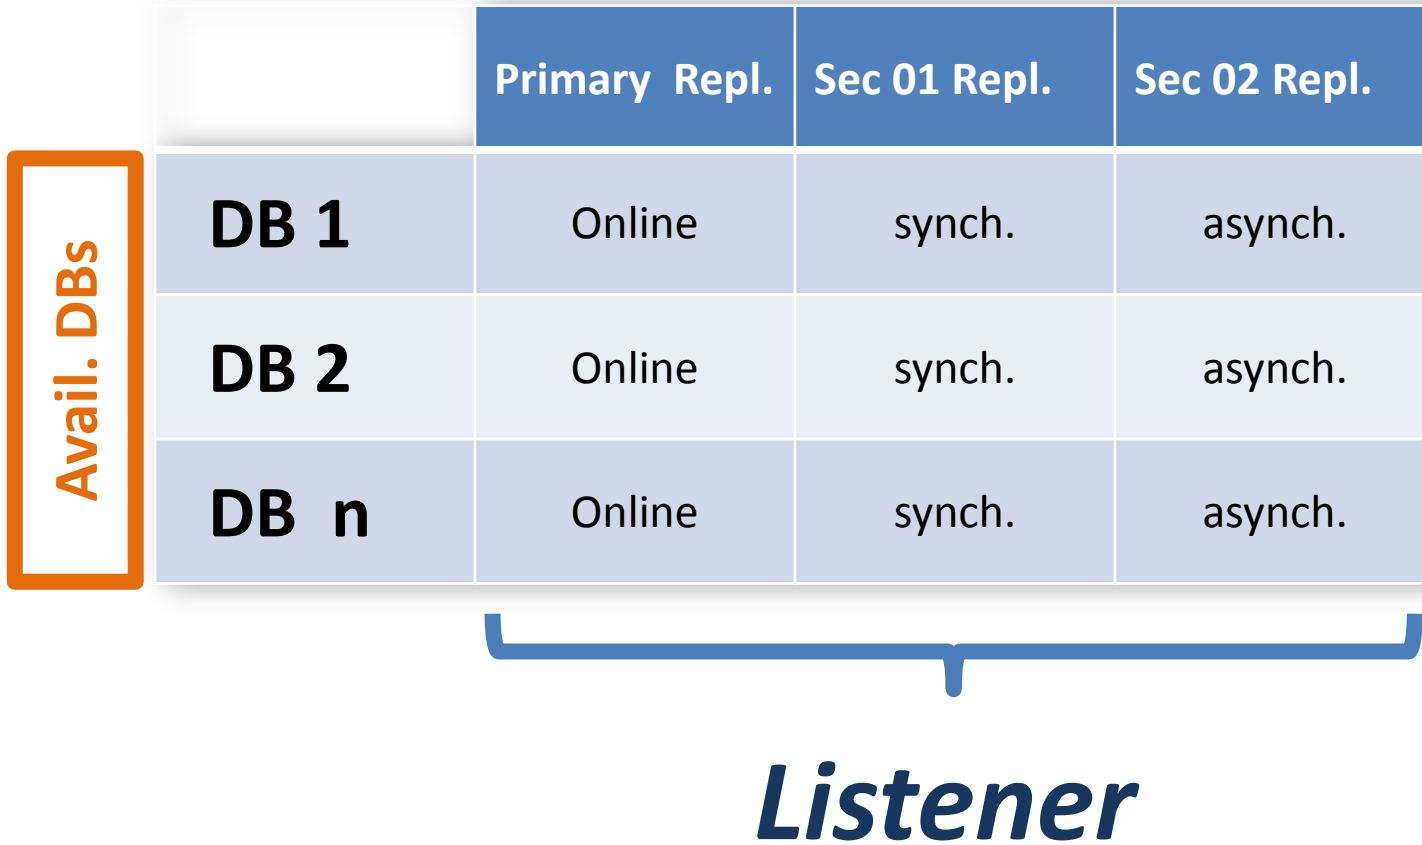 Primary  Repl. Sec 01 Repl. Sec 02 Repl.
Avail. DBs
DB 1 Online synch. asynch.
DB 2 Online synch. asynch.
DB  n Online synch. asynch.
Listener